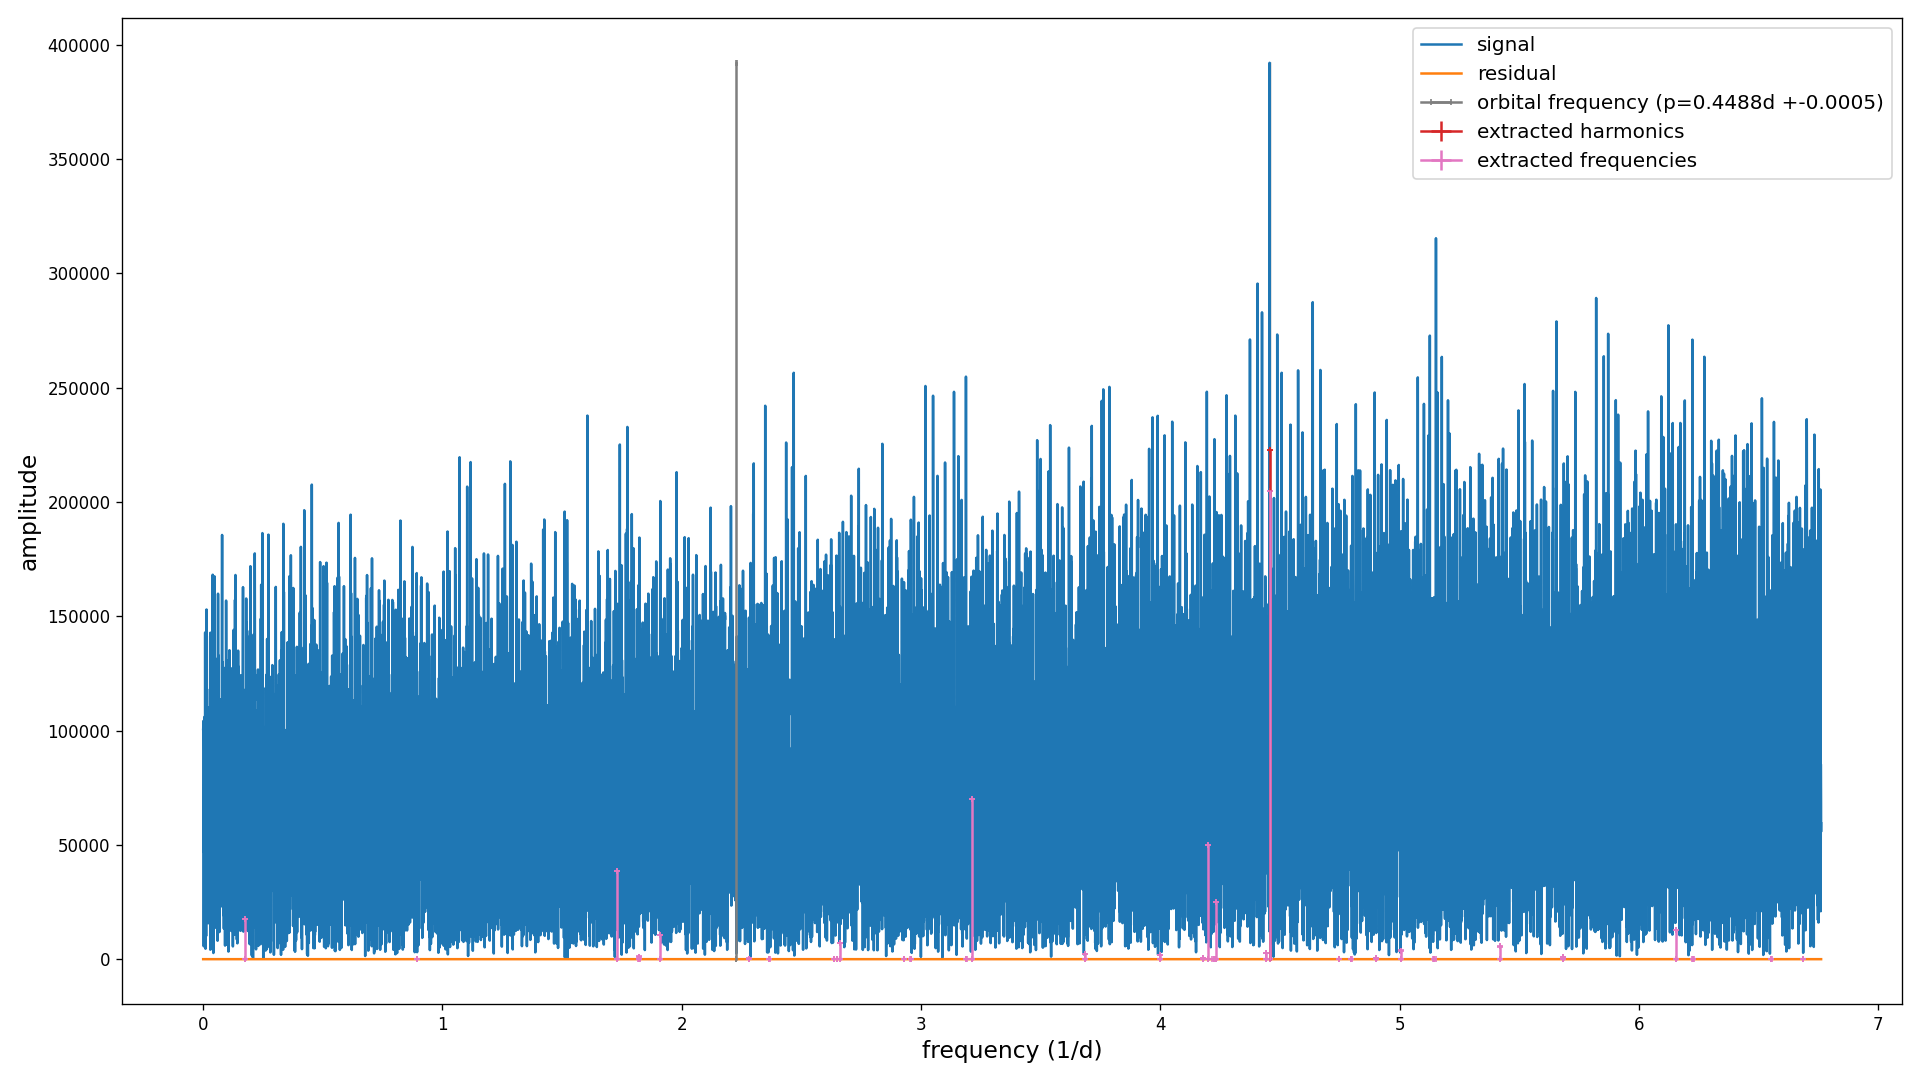 400000
350000
300000
250000
200000
150000
100000
50000
0
amplitude
signal
residual
orbital frequency (p=0.4488d +-0.0005)
extracted harmonics
extracted frequencies
0 1 2 3 4 5 6 7
frequency (1/d)